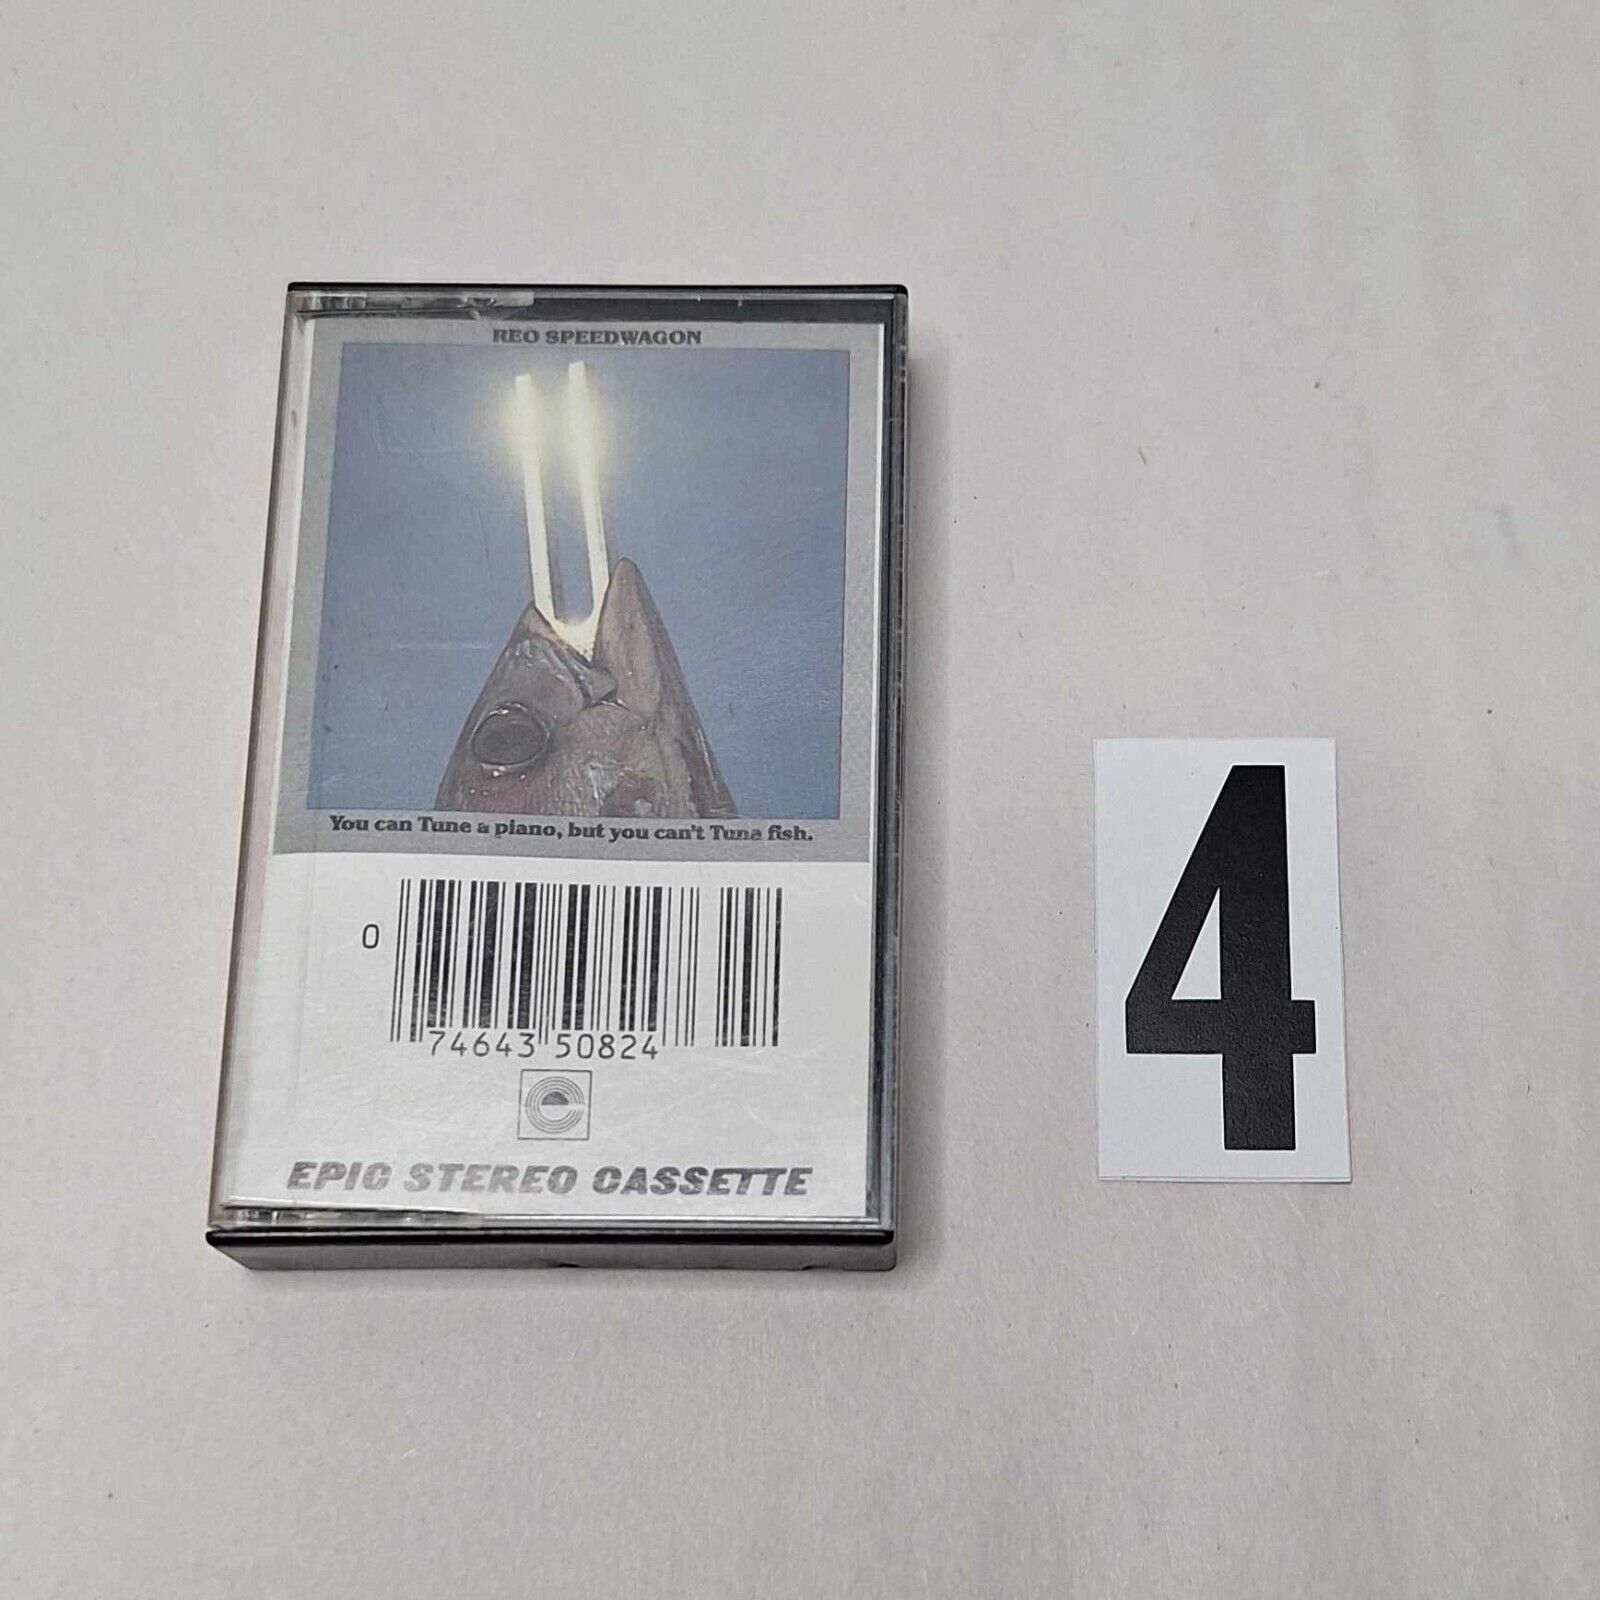 REO SPEEDWAGON
You can Tune a piano, but you can't Tuna fish.
0
74643 50824
EPIC STEREO CASSETTE
4